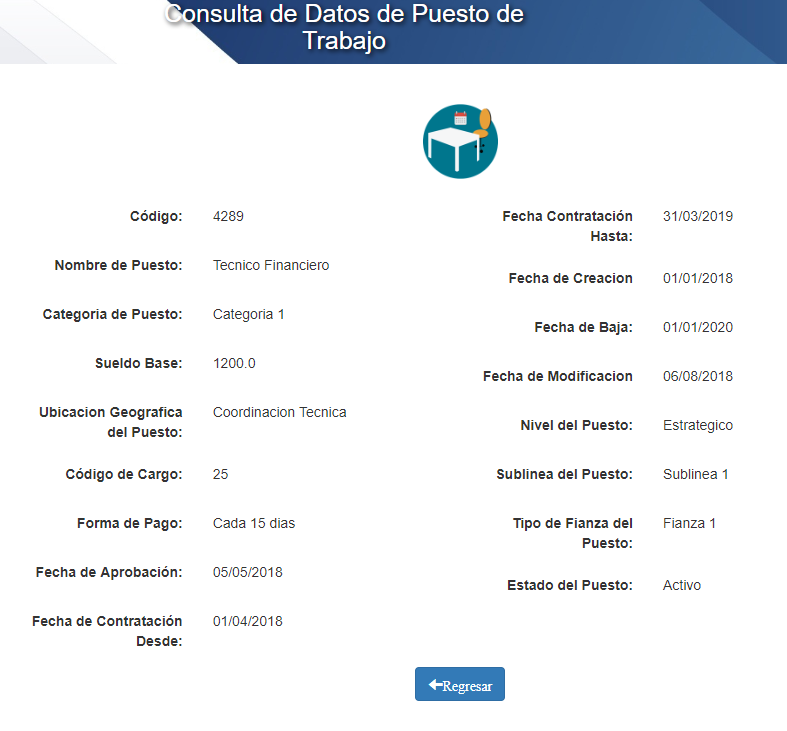 Consulta de Datos de Puesto de
Trabajo
Código: 4289
Nombre de Puesto: Tecnico Financiero
Categoria de Puesto: Categoria 1
Sueldo Base: 1200.0
Ubicacion Geografica Coordinacion Tecnica
del Puesto:
Código de Cargo: 25
Forma de Pago: Cada 15 dias
Fecha de Aprobación: 05/05/2018
Fecha de Contratación 01/04/2018
Desde:
Fecha Contratación 31/03/2019
Hasta:
Fecha de Creacion 01/01/2018
Fecha de Baja: 01/01/2020
Fecha de Modificacion 06/08/2018
Nivel del Puesto: Estrategico
Sublinea del Puesto: Sublinea 1
Tipo de Fianza del Fianza 1
Puesto:
Estado del Puesto: Activo
Regresar